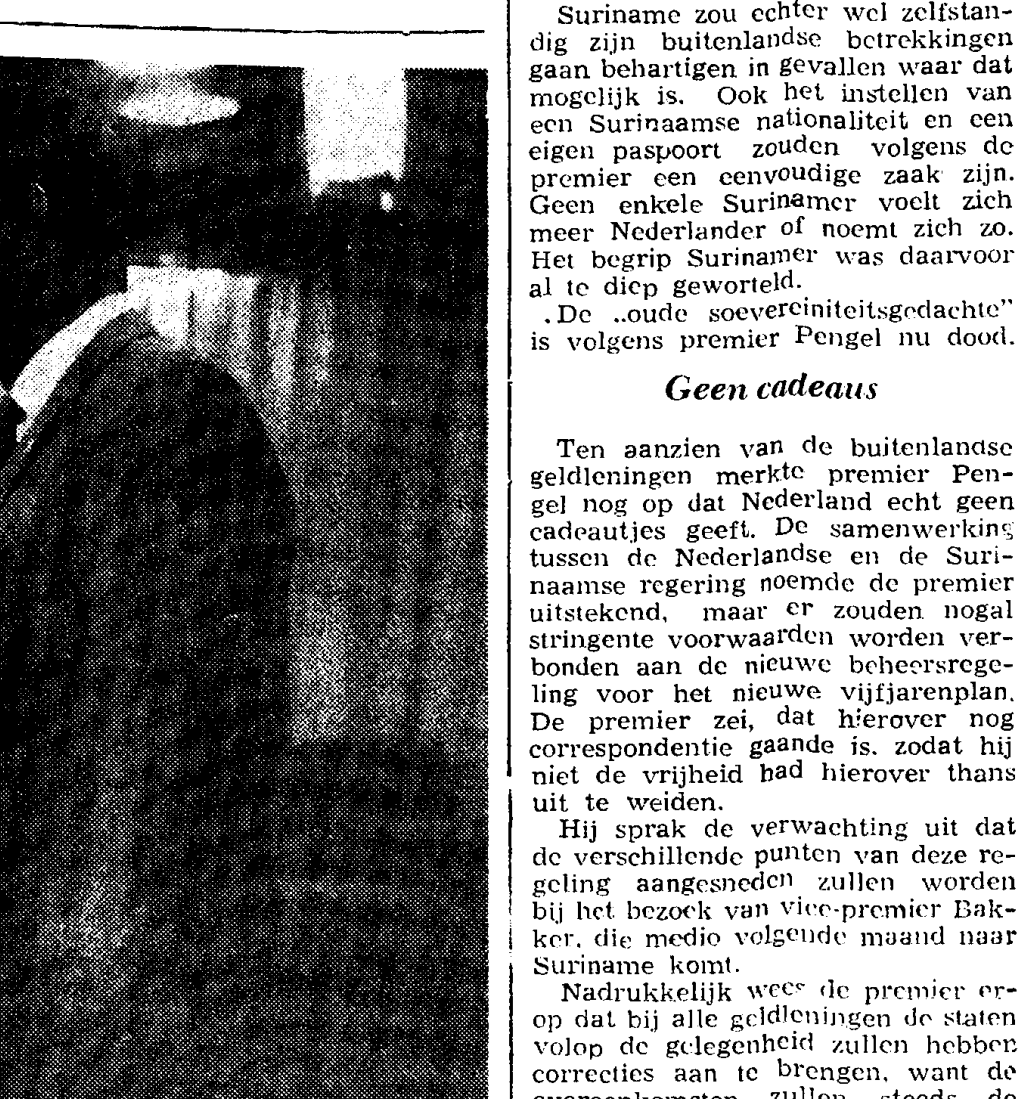 Suriname zou echter wel zelfstan-
dig zijn buitenlandse betrekkingen
gaan behartigen in gevallen waar dat
mogelijk is. Ook het instellen van
een Surinaamse nationaliteit en een
eigen paspoort zouden volgens de
premier een eenvoudige zaak zijn.
Geen enkele Surinamer voelt zich
meer Nederlander of noemt zich zo.
Het begrip Surinamer was daarvoor
al te diep geworteld.
.De ..oude soevereiniteitsgedachte"
is volgens premier Pengel nu dood.
Geen cadeaus
Ten aanzien van de buitenlandse
geldleningen merkte premier Pen-
gel nog op dat Nederland echt geen
cadeautjes geeft. De samenwerking
tussen de Nederlandse en de Suri-
naamse regering noemde de premier
uitstekend, maar er zouden nogal
stringente voorwaarden worden ver-
bonden aan de nieuwe beheersrege-
ling voor het nieuwe vijfjarenplan.
De premier zei, dat hierover nog
correspondentie gaande is. zodat hij
niet de vrijheid had hierover thans
uit te weiden.
Hij sprak de verwachting uit dat
de verschillende punten van deze re-
geling aangesneden zullen worden
bij het bezoek van vice-premier Bak-
ker, die medio volgende maand naar
Suriname komt.
Nadrukkelijk wees de premier er-
op dat bij alle geldleningen de staten
volop de gelegenheid zullen hebben
correcties aan te brengen, want de
overeenkomsten zullen steeds de